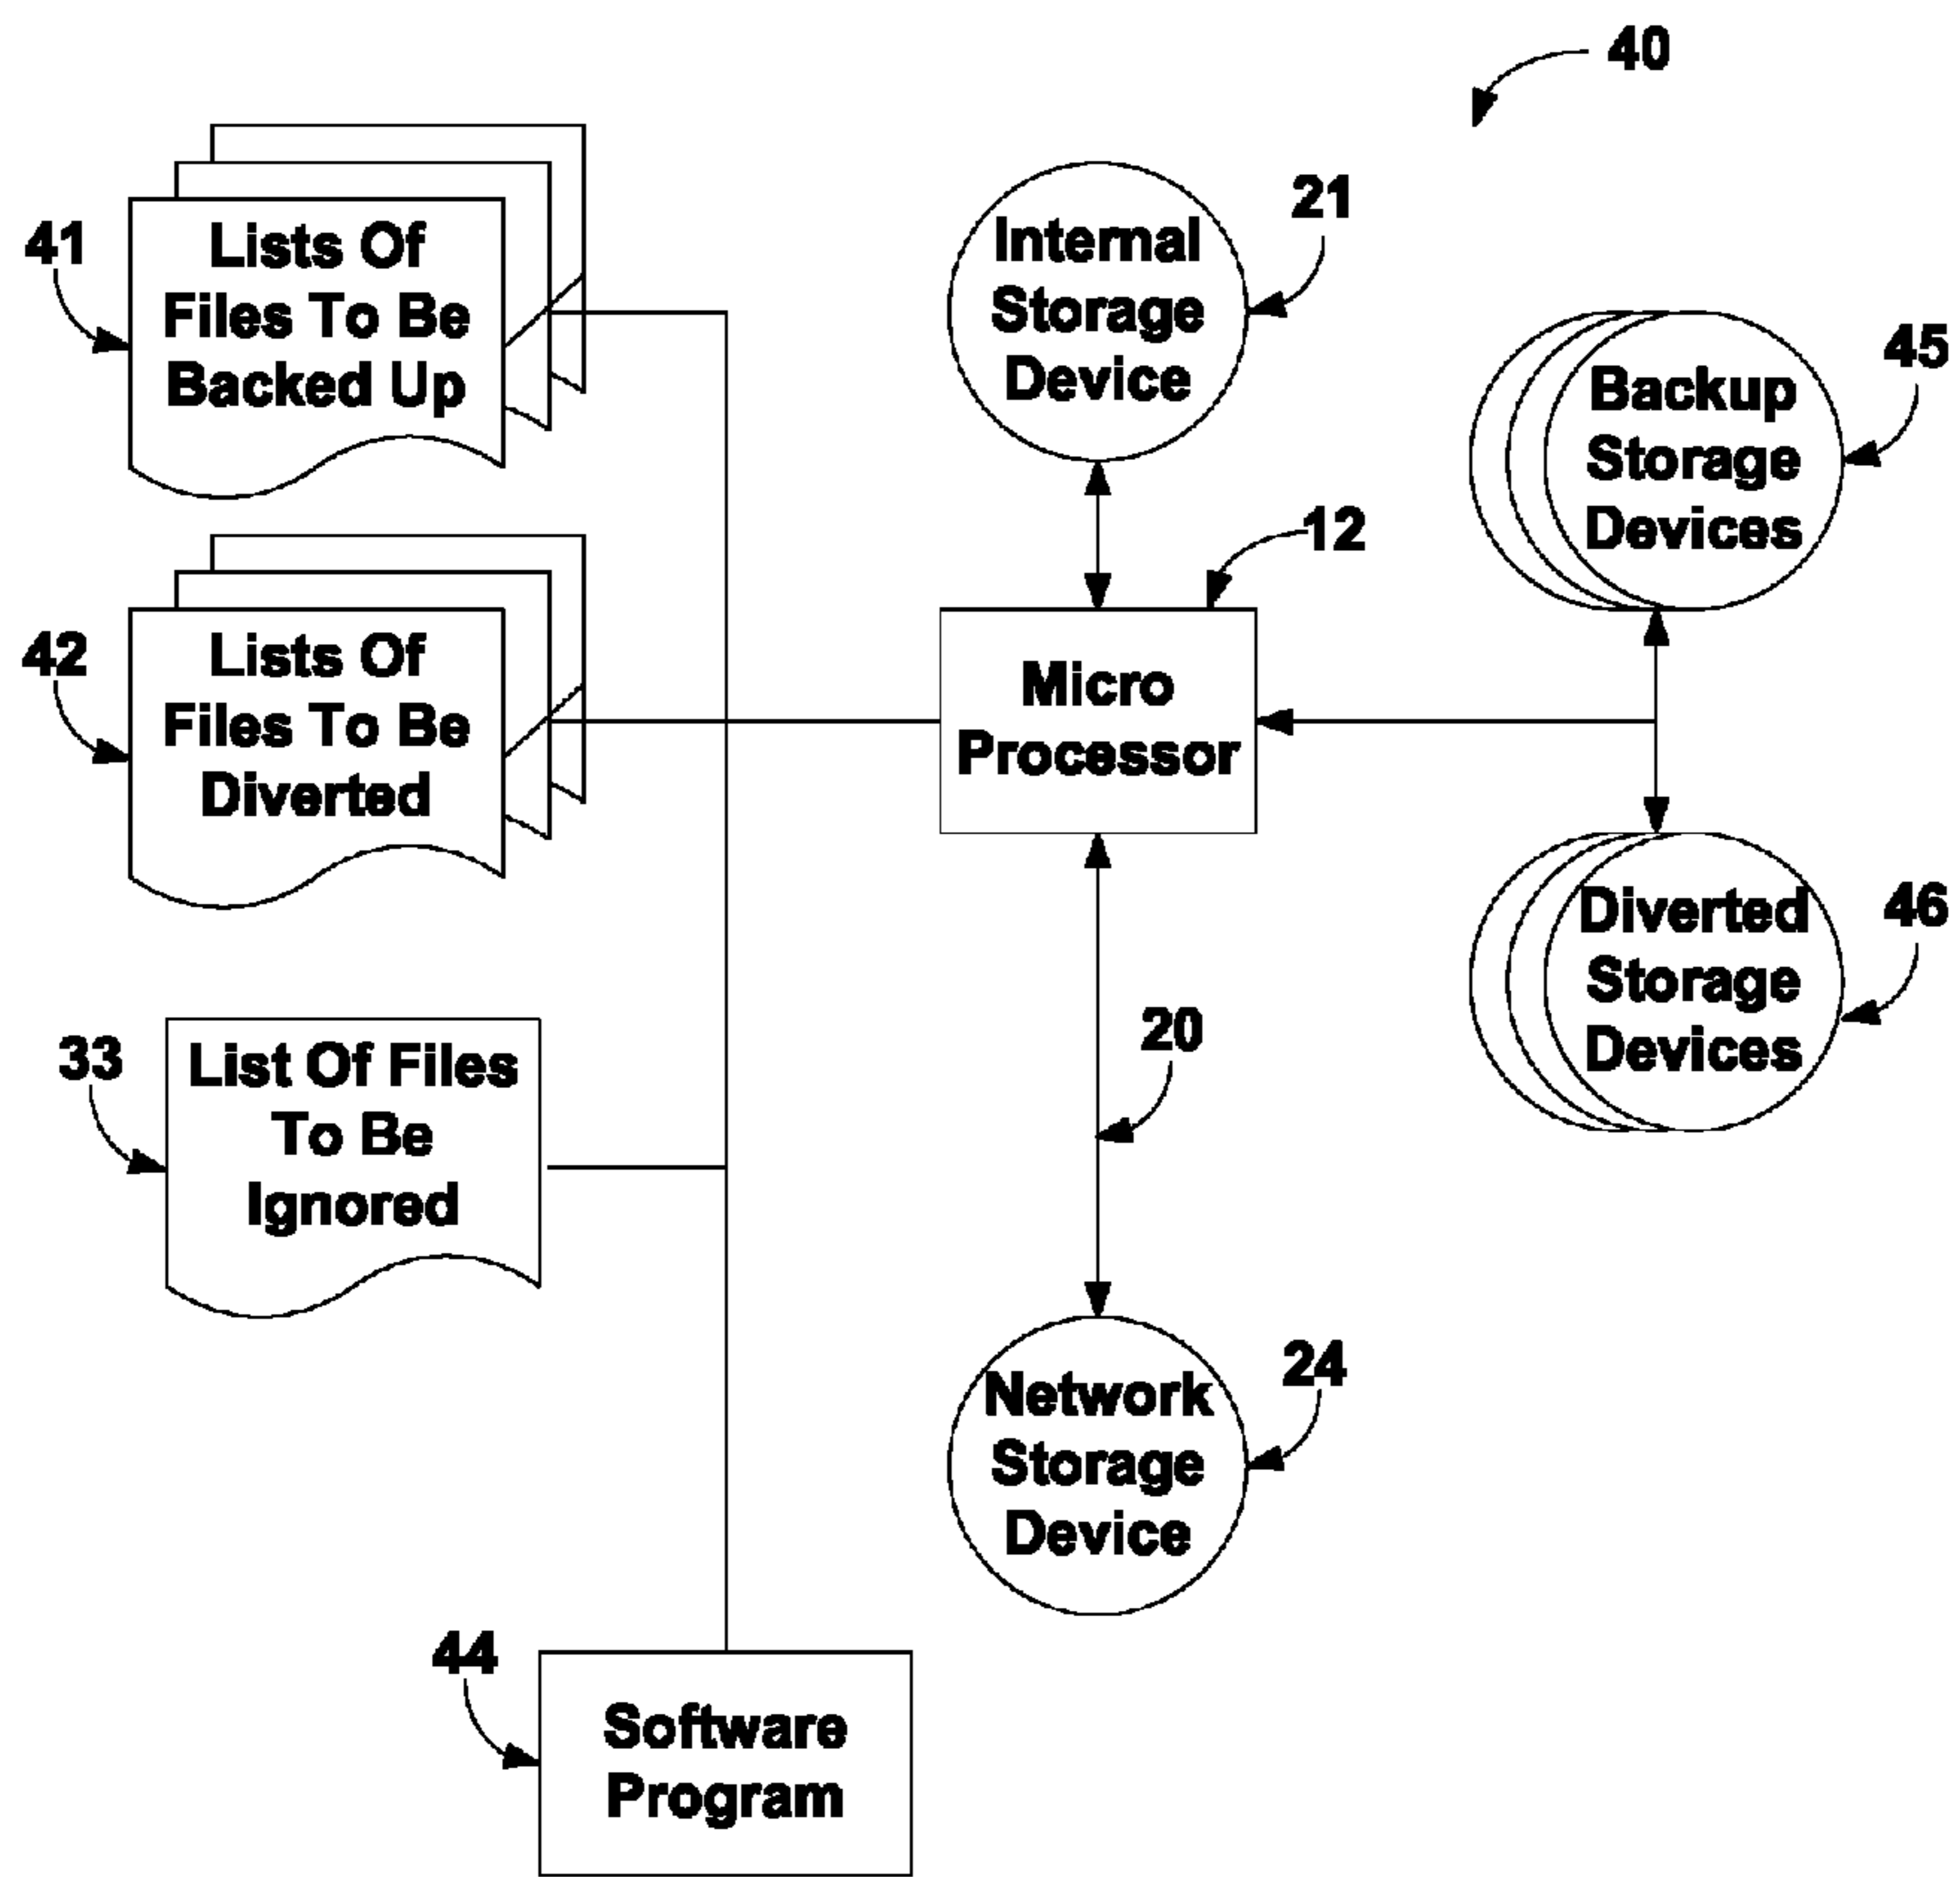 40
41
Lists Of
Files To Be
Backed Up
21
Internal
Storage
Device
45
Backup
Storage
Devices
12
42
Lists Of
Files To Be
Diverted
Micro
Processor
46
Diverted
Storage
Devices
20
33
List Of Files
To Be
Ignored
24
Network
Storage
Device
44
Software
Program